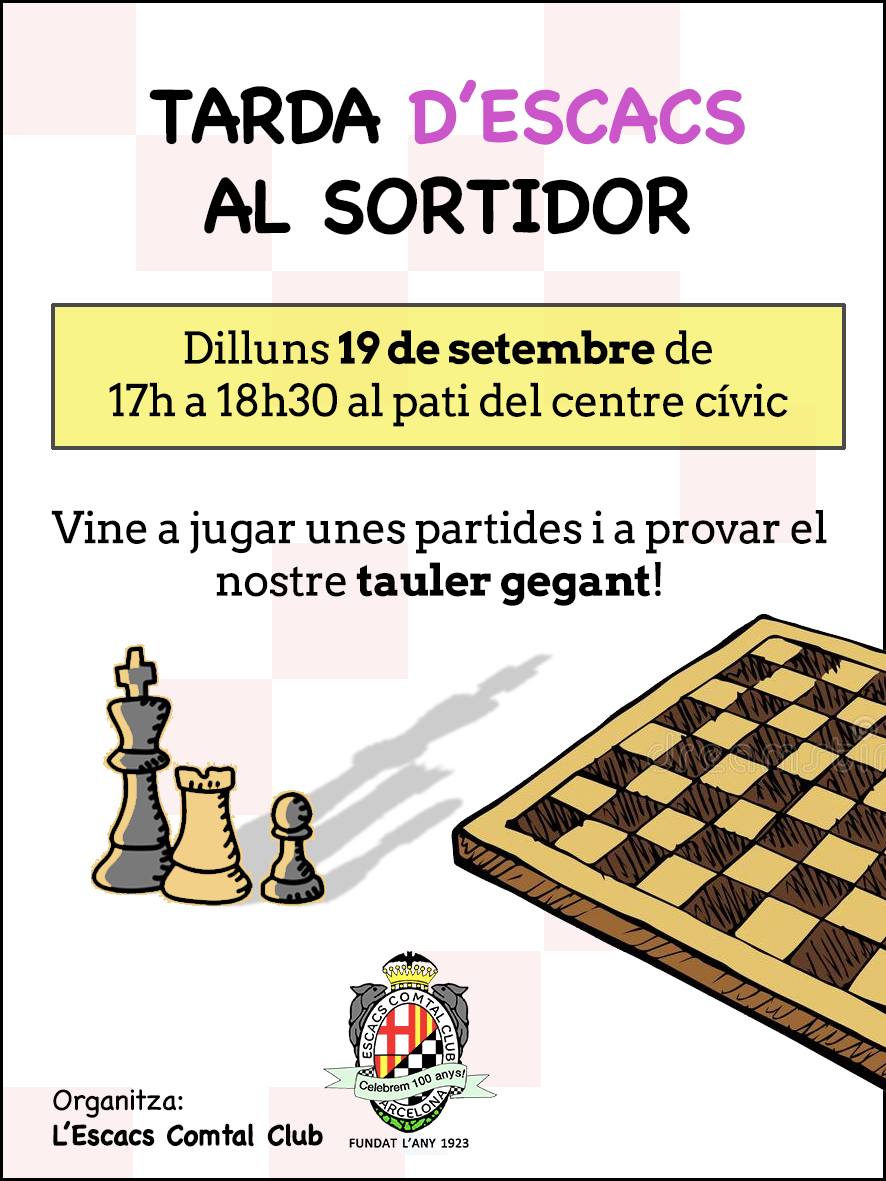 TARDA D'ESCACS
AL SORTIDOR
Dilluns 19 de setembre de
17h a 18h30 al pati del centre cívic
Vine a jugar unes partides i a provar el
nostre tauler gegant!
ESCACS COMTAL CLUB
Celebrem 100 anys!
Organitza:
L'Escacs Comtal Club
FUNDAT L'ANY 1923